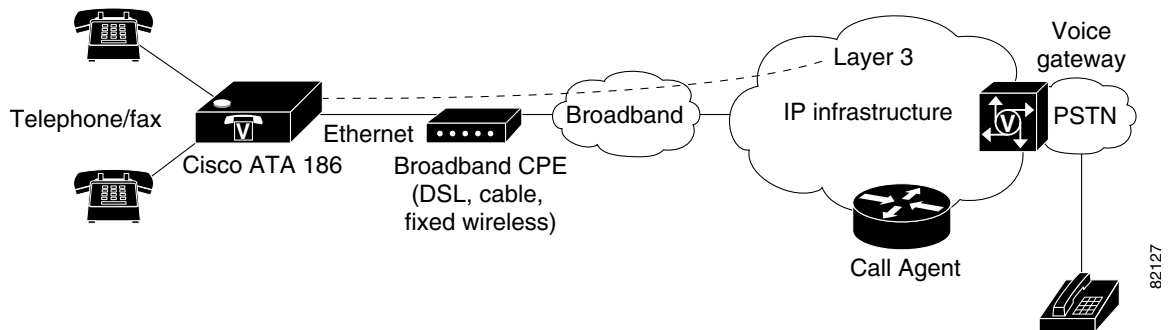 Telephone/fax
V
Cisco ATA 186
Ethernet
Broadband CPE
(DSL, cable,
fixed wireless)
Broadband
Layer 3
IP infrastructure
Call Agent
Voice
gateway
V
PSTN
82127